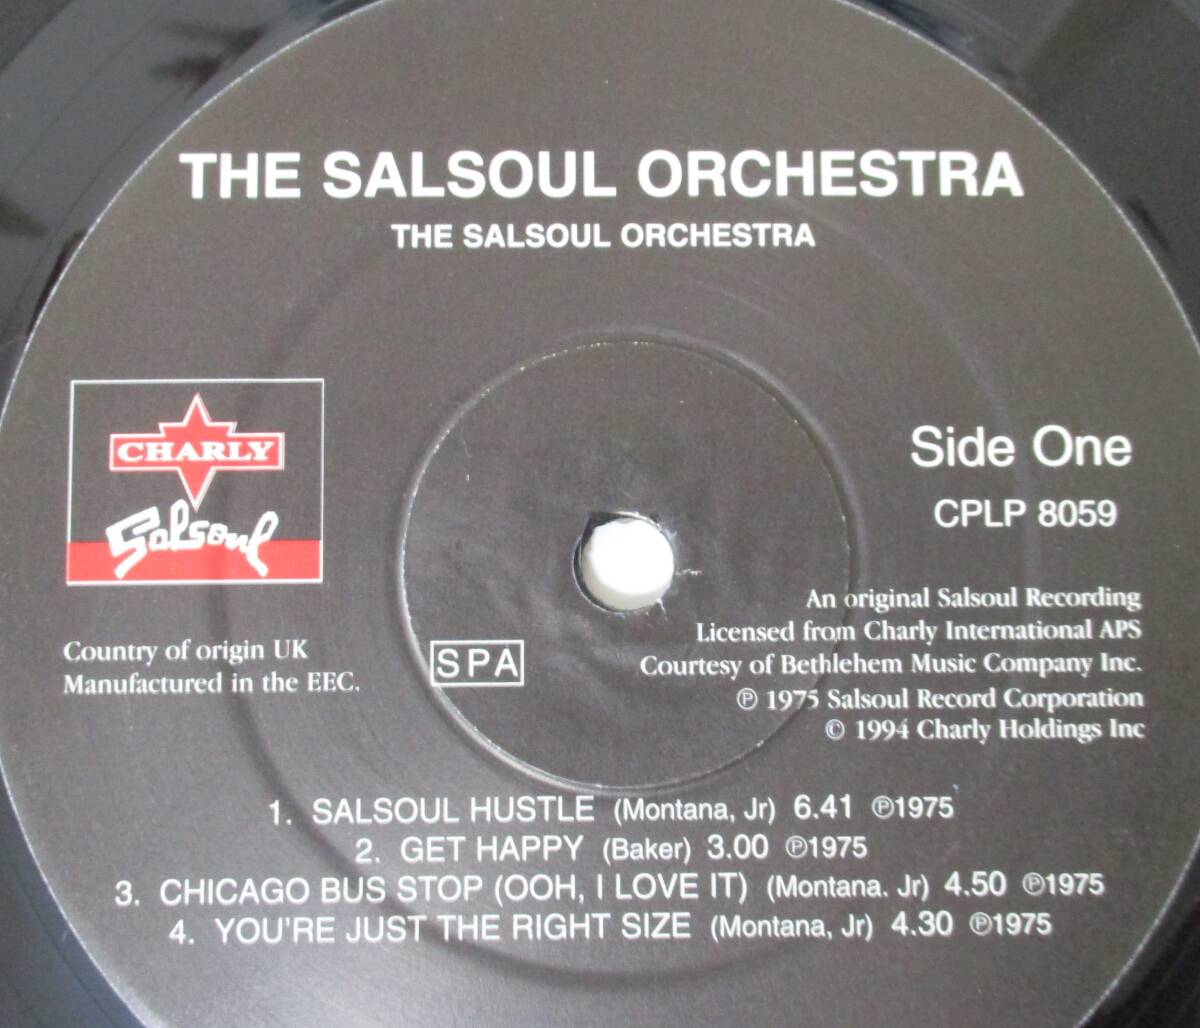 THE SALSOUL ORCHESTRA
THE SALSOUL ORCHESTRA
CHARLY
Salsoul
Side One
CPLP 8059
Country of origin UK
Manufactured in the EEC.
SPA
An original Salsoul Recording
Licensed from Charly International APS
Courtesy of Bethlehem Music Company Inc.
℗ 1975 Salsoul Record Corporation
© 1994 Charly Holdings Inc
1. SALSOUL HUSTLE (Montana, Jr) 6.41 ℗1975
2. GET HAPPY (Baker) 3.00 ℗1975
3. CHICAGO BUS STOP (OOH, I LOVE IT) (Montana. Jr) 4.50 ℗1975
4. YOU'RE JUST THE RIGHT SIZE (Montana, Jr) 4.30 ℗1975